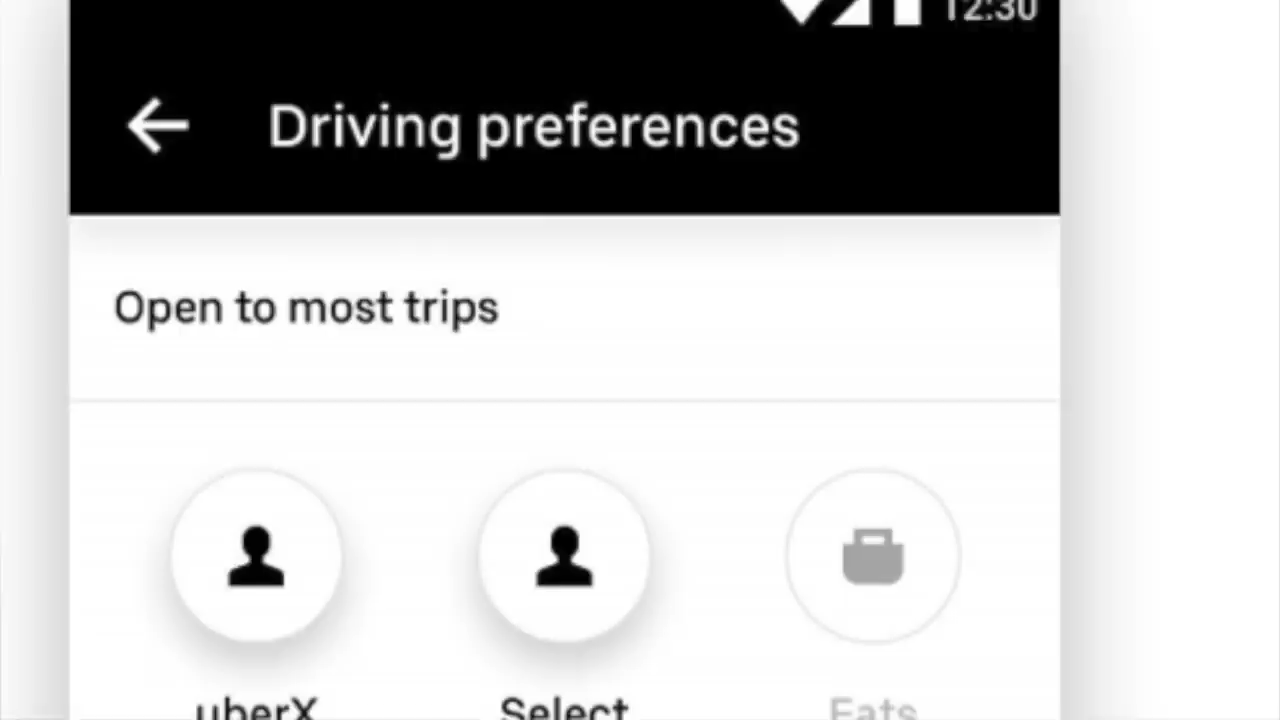 12:30
Driving preferences
Open to most trips
uberX Select Eats